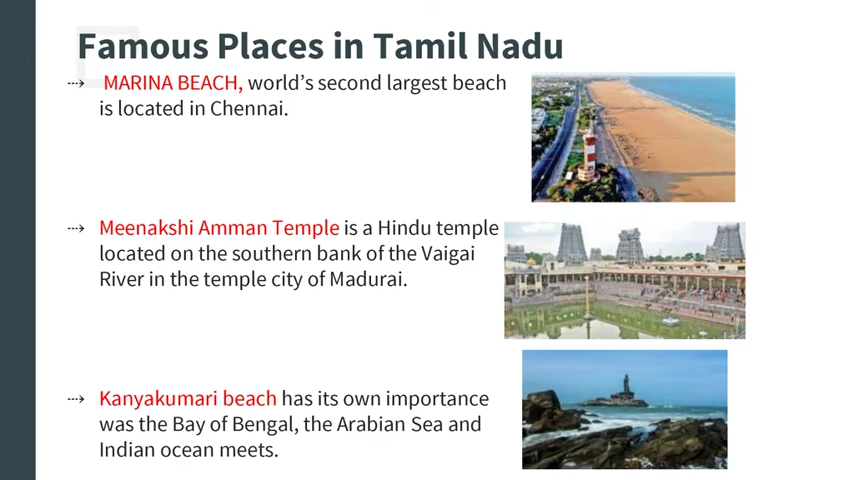 Famous Places in Tamil Nadu
⇢ MARINA BEACH, world's second largest beach
is located in Chennai.
⇢ Meenakshi Amman Temple is a Hindu temple
located on the southern bank of the Vaigai
River in the temple city of Madurai.
⇢ Kanyakumari beach has its own importance
was the Bay of Bengal, the Arabian Sea and
Indian ocean meets.